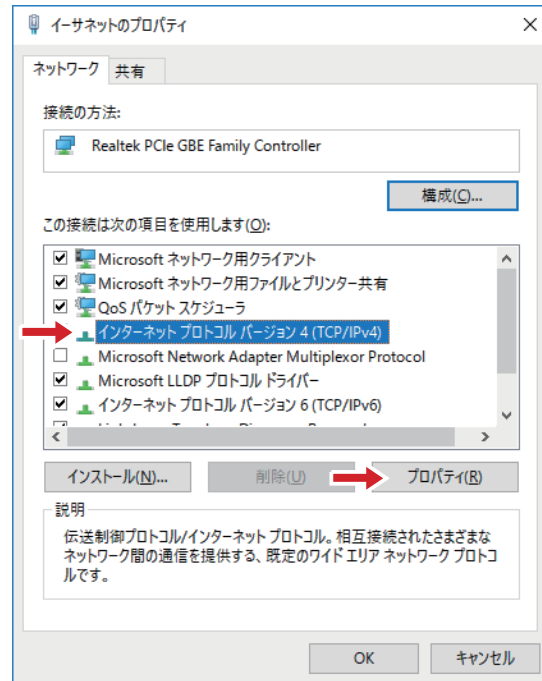 イーサネットのプロパティ
ネットワーク 共有
接続の方法:
Realtek PCIe GBE Family Controller
構成(C)...
この接続は次の項目を使用します(O):
Microsoft ネットワーク用クライアント
Microsoft ネットワーク用ファイルとプリンター共有
QoS パケット スケジューラ
インターネット プロトコル バージョン 4 (TCP/IPv4)
Microsoft Network Adapter Multiplexor Protocol
Microsoft LLDP プロトコル ドライバー
インターネット プロトコル バージョン 6 (TCP/IPv6)
インストール(N)... 削除(U) プロパティ(R)
説明
伝送制御プロトコル/インターネット プロトコル。相互接続されたさまざまな
ネットワーク間の通信を提供する、既定のワイド エリア ネットワーク プロトコ
ルです。
OK キャンセル